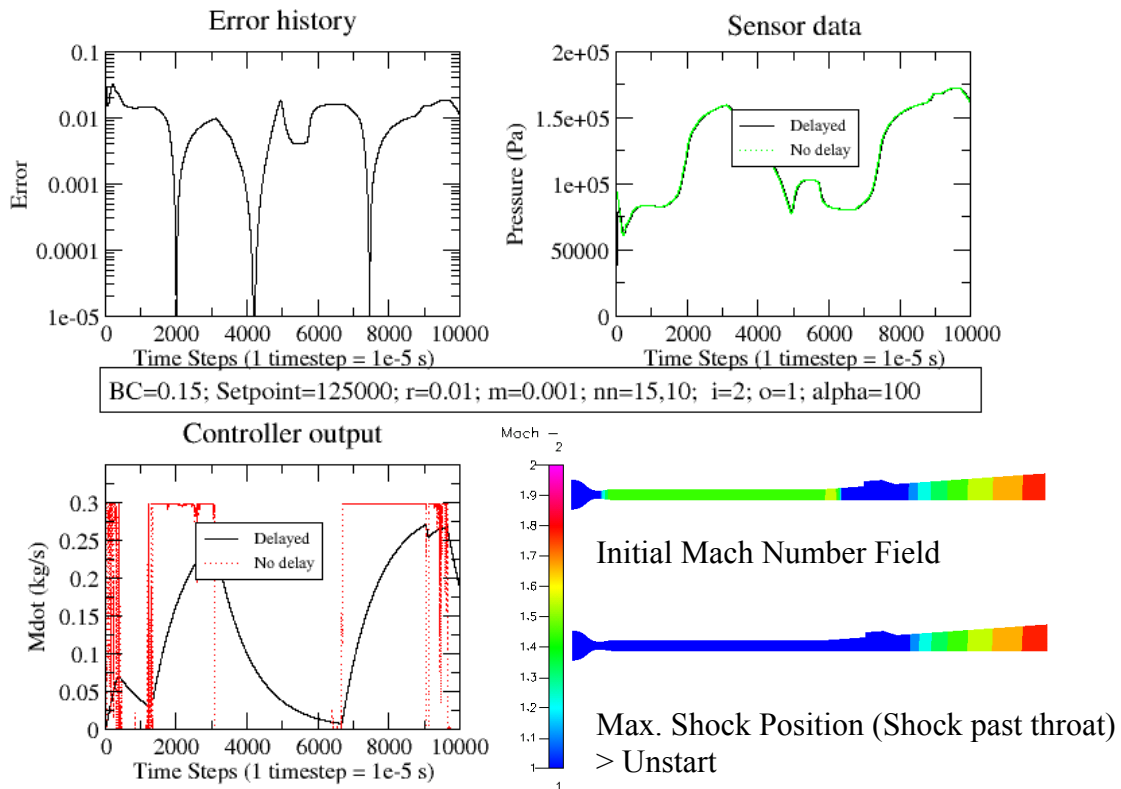 Error history
0.1
0.01
0.001
0.0001
1e-05
Error
0 2000 4000 6000 8000 10000
Time Steps (1 timestep = 1e-5 s)
Sensor data
2e+05
1.5e+05
1e+05
50000
0
Pressure (Pa)
Delayed
No delay
0 2000 4000 6000 8000 10000
Time Steps (1 timestep = 1e-5 s)
BC=0.15; Setpoint=125000; r=0.01; m=0.001; nn=15,10; i=2; o=1; alpha=100
Controller output
0.3
0.25
0.2
0.15
0.1
0.05
0
Mdot (kg/s)
Delayed
No delay
0 2000 4000 6000 8000 10000
Time Steps (1 timestep = 1e-5 s)
Mach –
2
2
1.9
1.8
1.7
1.6
1.5
1.4
1.3
1.2
1.1
1
1
Initial Mach Number Field
Max. Shock Position (Shock past throat)
> Unstart